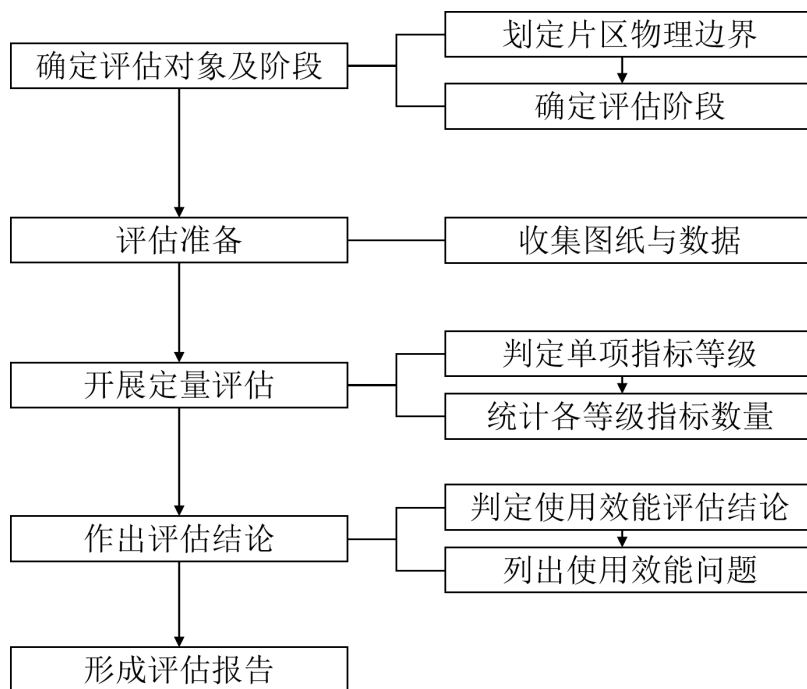 确定评估对象及阶段
划定片区物理边界
确定评估阶段
评估准备
收集图纸与数据
开展定量评估
判定单项指标等级
统计各等级指标数量
作出评估结论
判定使用效能评估结论
列出使用效能问题
形成评估报告